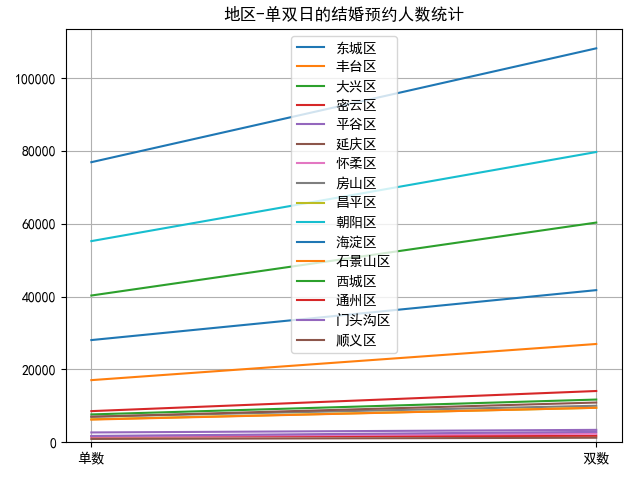 地区-单双日的结婚预约人数统计
100000
80000
60000
40000
20000
0
单数
双数
东城区
丰台区
大兴区
密云区
平谷区
延庆区
怀柔区
房山区
昌平区
朝阳区
海淀区
石景山区
西城区
通州区
门头沟区
顺义区